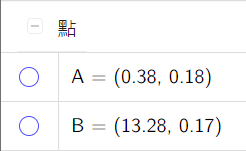 點
A = (0.38, 0.18)
B = (13.28, 0.17)